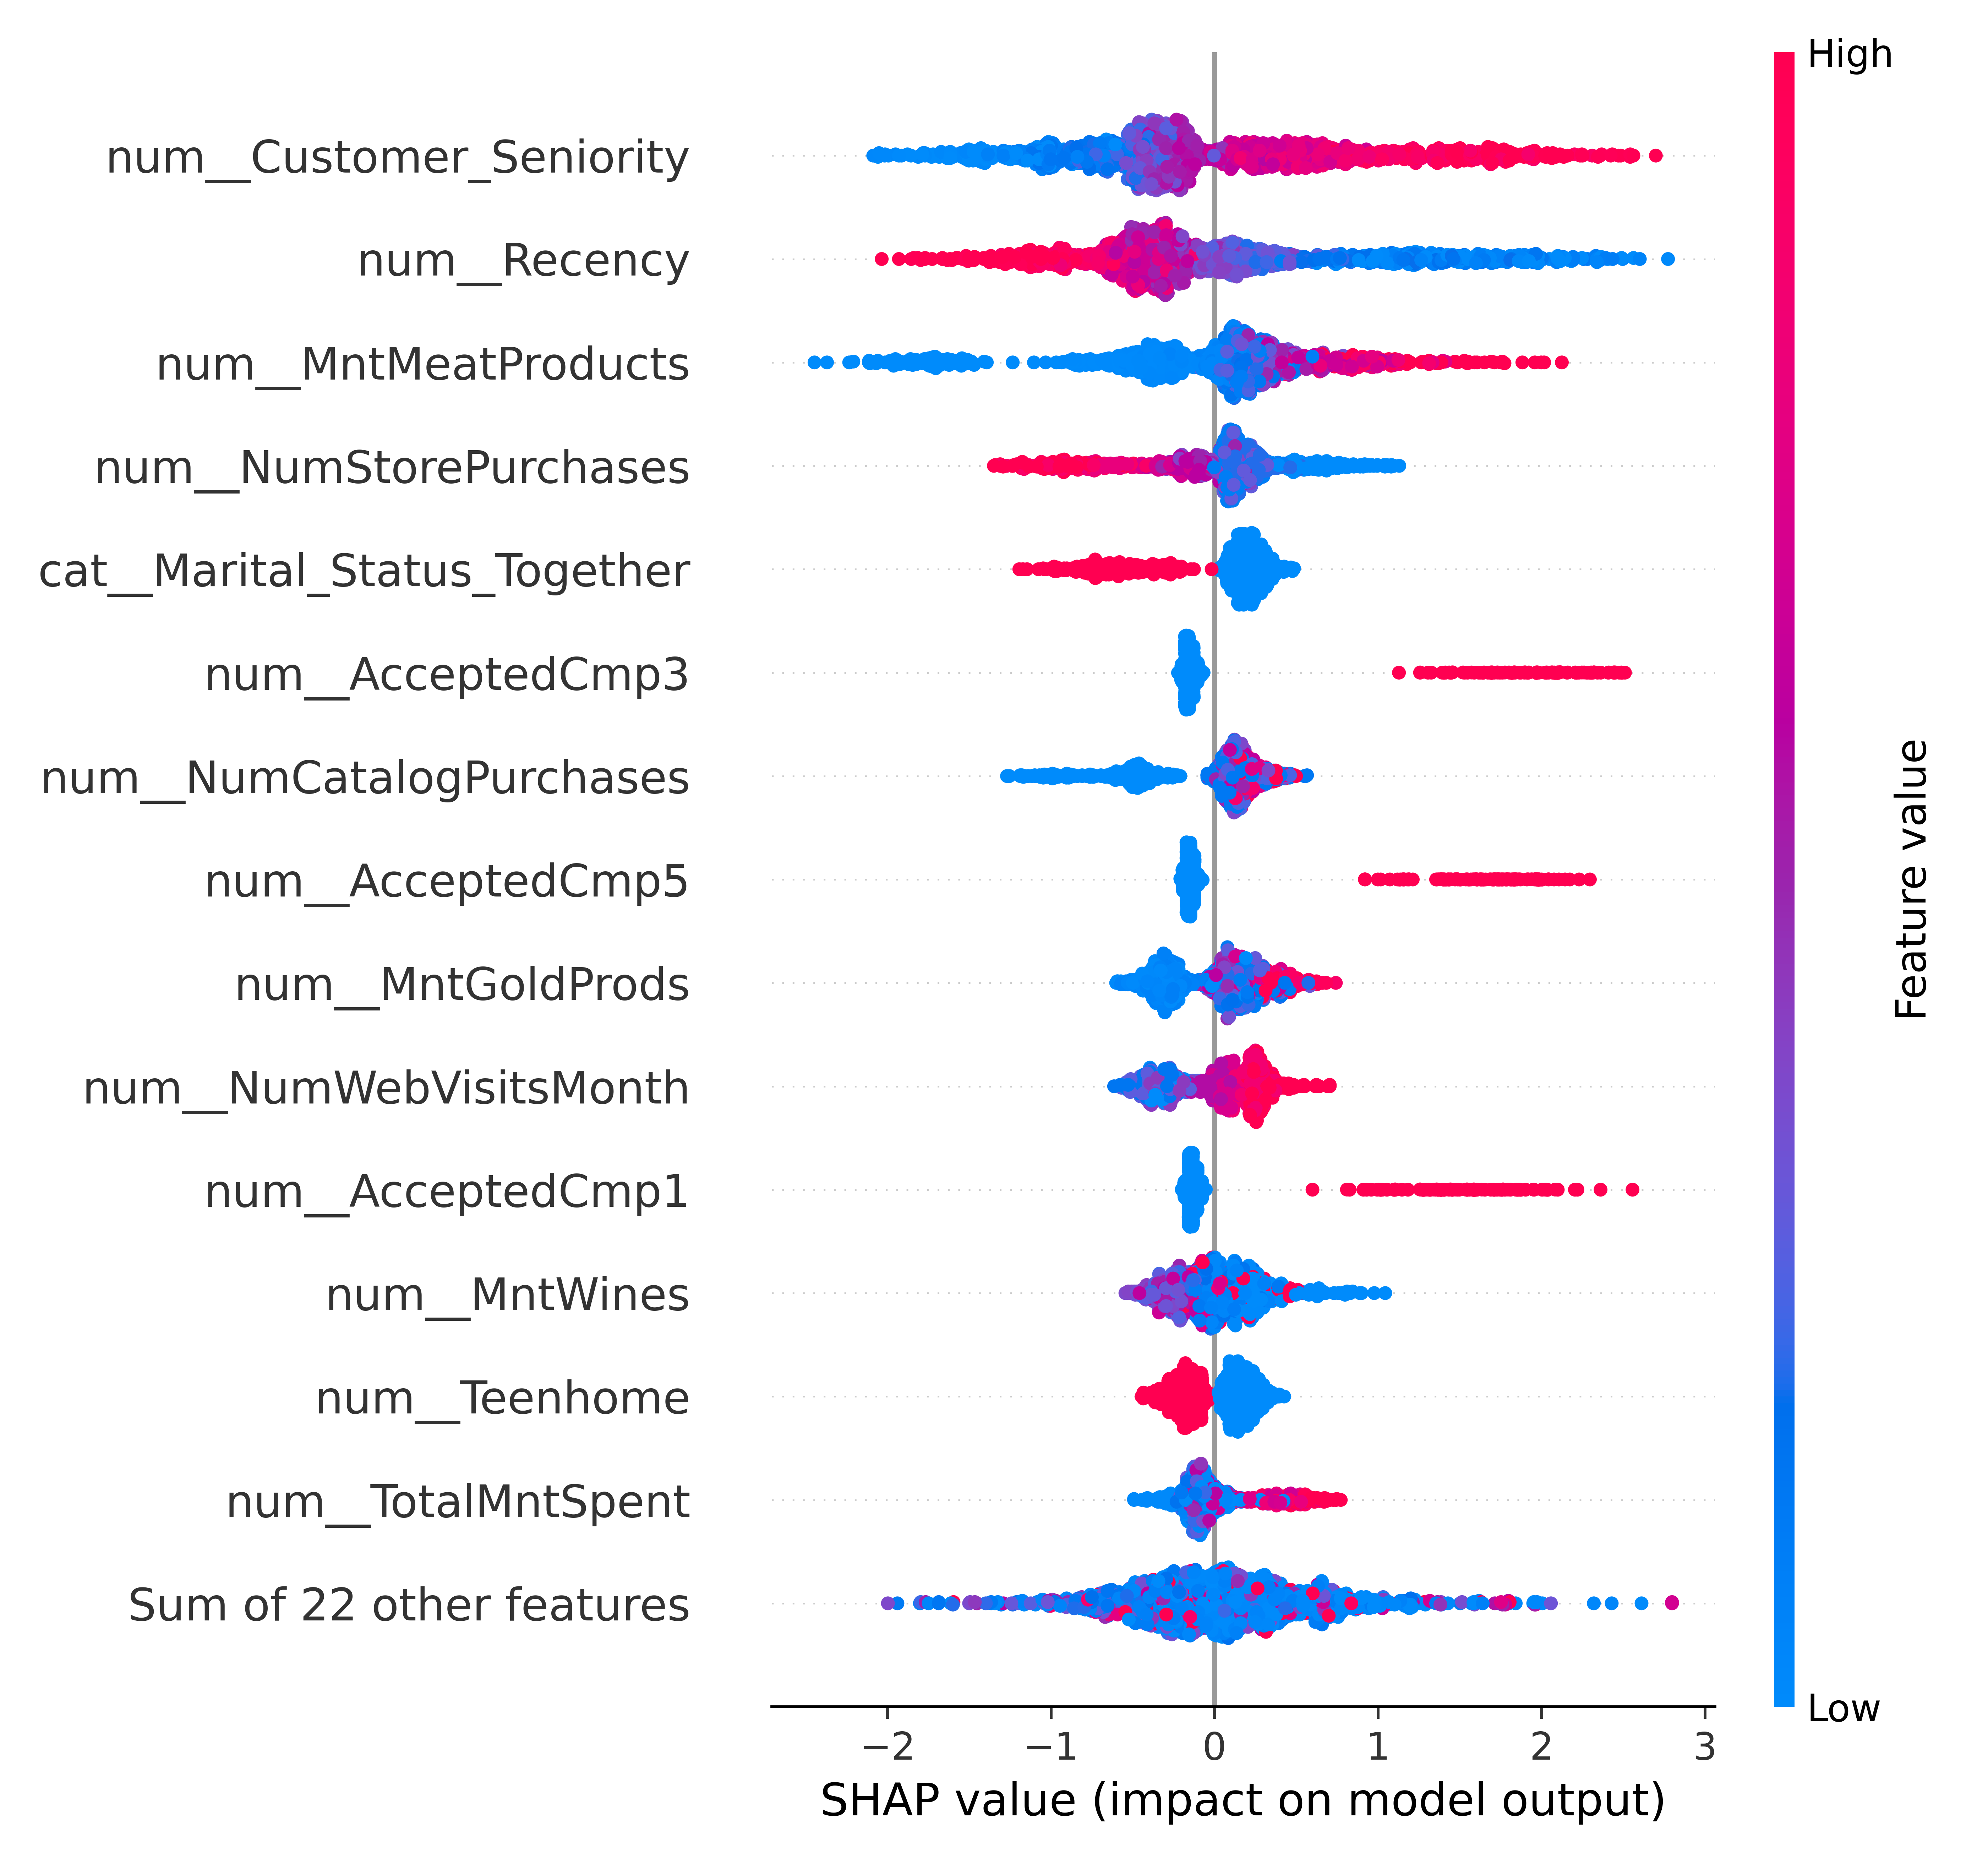 High
num__Customer_Seniority
num__Recency
num__MntMeatProducts
num__NumStorePurchases
cat__Marital_Status_Together
num__AcceptedCmp3
num__NumCatalogPurchases
num__AcceptedCmp5
num__MntGoldProds
num__NumWebVisitsMonth
num__AcceptedCmp1
num__MntWines
num__Teenhome
num__TotalMntSpent
Sum of 22 other features
Feature value
Low
−2 −1 0 1 2 3
SHAP value (impact on model output)